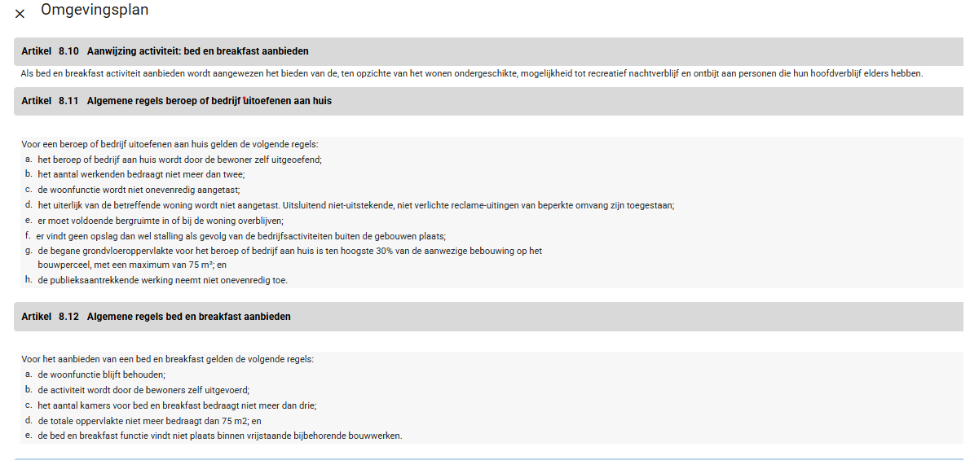 Omgevingsplan
Artikel 8.10 Aanwijzing activiteit: bed en breakfast aanbieden
Als bed en breakfast activiteit aanbieden wordt aangewezen het bieden van de, ten opzichte van het wonen ondergeschikte, mogelijkheid tot recreatief nachtverblijf en ontbijt aan personen die hun hoofdverblijf elders hebben.
Artikel 8.11 Algemene regels beroep of bedrijf uitoefenen aan huis
Voor een beroep of bedrijf uitoefenen aan huis gelden de volgende regels:
a. het beroep of bedrijf aan huis wordt door de bewoner zelf uitgeoefend;
b. het aantal werkenden bedraagt niet meer dan twee;
c. de woonfunctie wordt niet onevenredig aangetast;
d. het uiterlijk van de betreffende woning wordt niet aangetast. Uitsluitend niet-uitstekende, niet verlichte reclame-uitingen van beperkte omvang zijn toegestaan;
e. er moet voldoende bergruimte in of bij de woning overblijven;
f. er vindt geen opslag dan wel stalling als gevolg van de bedrijfsactiviteiten buiten de gebouwen plaats;
g. de begane grondvloeroppervlakte voor het beroep of bedrijf aan huis is ten hoogste 30% van de aanwezige bebouwing op het
bouwperceel, met een maximum van 75 m²; en
h. de publieksaantrekkende werking neemt niet onevenredig toe.
Artikel 8.12 Algemene regels bed en breakfast aanbieden
Voor het aanbieden van een bed en breakfast gelden de volgende regels:
a. de woonfunctie blijft behouden;
b. de activiteit wordt door de bewoners zelf uitgevoerd;
c. het aantal kamers voor bed en breakfast bedraagt niet meer dan drie;
d. de totale oppervlakte niet meer bedraagt dan 75 m2; en
e. de bed en breakfast functie vindt niet plaats binnen vrijstaande bijbehorende bouwwerken.